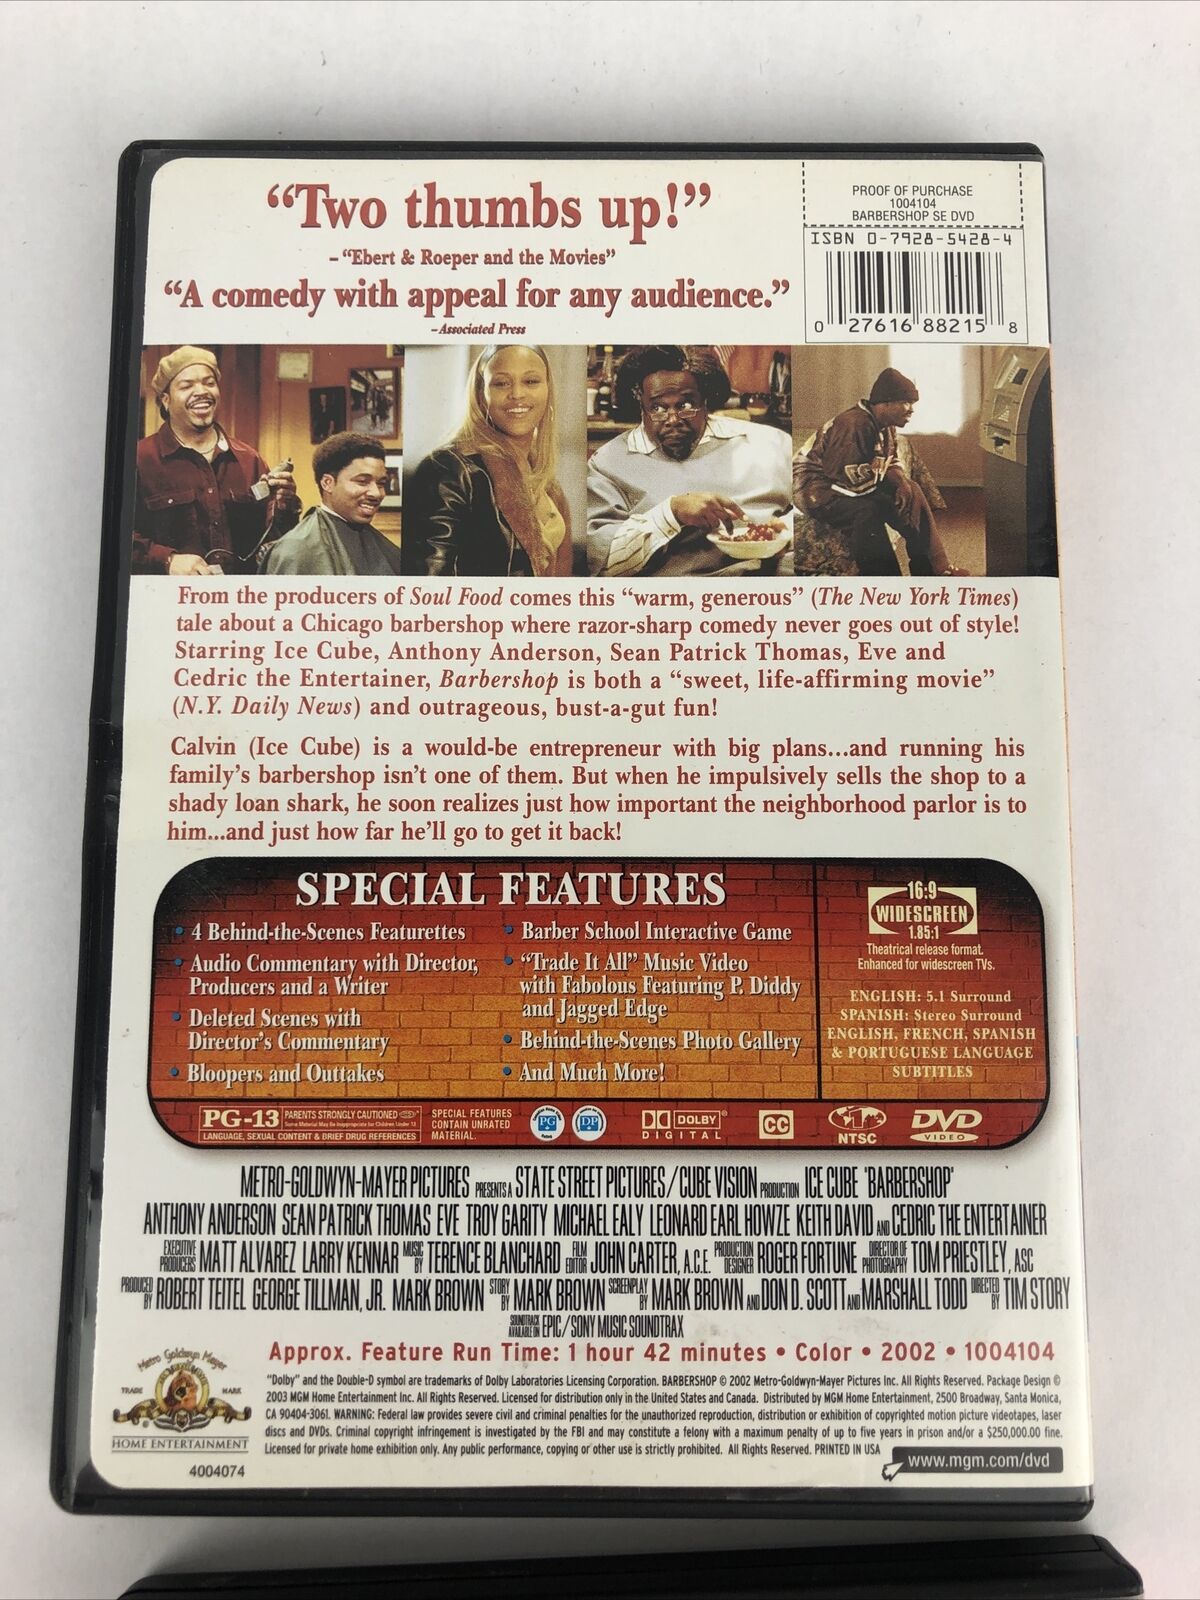 “Two thumbs up!”
– “Ebert & Roeper and the Movies”
“A comedy with appeal for any audience.”
– Associated Press
PROOF OF PURCHASE
1004104
BARBERSHOP SE DVD
ISBN 0-7928-5428-4
0 27616 88215 8
From the producers of Soul Food comes this “warm, generous” (The New York Times)
tale about a Chicago barbershop where razor-sharp comedy never goes out of style!
Starring Ice Cube, Anthony Anderson, Sean Patrick Thomas, Eve and
Cedric the Entertainer, Barbershop is both a “sweet, life-affirming movie”
(N.Y. Daily News) and outrageous, bust-a-gut fun!
Calvin (Ice Cube) is a would-be entrepreneur with big plans...and running his
family’s barbershop isn’t one of them. But when he impulsively sells the shop to a
shady loan shark, he soon realizes just how important the neighborhood parlor is to
him...and just how far he’ll go to get it back!
SPECIAL FEATURES
• 4 Behind-the-Scenes Featurettes
• Audio Commentary with Director,
Producers and a Writer
• Deleted Scenes with
Director’s Commentary
• Bloopers and Outtakes
• Barber School Interactive Game
• “Trade It All” Music Video
with Fabolous Featuring P. Diddy
and Jagged Edge
• Behind-the-Scenes Photo Gallery
• And Much More!
16:9
WIDESCREEN
1.85:1
Theatrical release format.
Enhanced for widescreen TVs.
ENGLISH: 5.1 Surround
SPANISH: Stereo Surround
ENGLISH, FRENCH, SPANISH
& PORTUGUESE LANGUAGE
SUBTITLES
PG-13 PARENTS STRONGLY CAUTIONED
Some Material May Be Inappropriate for Children Under 13
LANGUAGE, SEXUAL CONTENT & BRIEF DRUG REFERENCES
SPECIAL FEATURES
CONTAIN UNRATED
MATERIAL.
PG
DP
DOLBY
DIGITAL
CC
NTSC
DVD
VIDEO
METRO-GOLDWYN-MAYER PICTURES PRESENTS A STATE STREET PICTURES/CUBE VISION PRODUCTION ICE CUBE 'BARBERSHOP'
ANTHONY ANDERSON SEAN PATRICK THOMAS EVE TROY GARITY MICHAEL EALY LEONARD EARL HOWZE KEITH DAVID AND CEDRIC THE ENTERTAINER
EXECUTIVE PRODUCERS MATT ALVAREZ LARRY KENNAR MUSIC BY TERENCE BLANCHARD FILM EDITOR JOHN CARTER, A.C.E. PRODUCTION DESIGNER ROGER FORTUNE DIRECTOR OF PHOTOGRAPHY TOM PRIESTLEY, ASC
PRODUCED BY ROBERT TEITEL GEORGE TILLMAN, JR. MARK BROWN STORY BY MARK BROWN SCREENPLAY BY MARK BROWN AND DON D. SCOTT AND MARSHALL TODD DIRECTED BY TIM STORY
SOUNDTRACK AVAILABLE ON EPIC/SONY MUSIC SOUNDTRAX
Approx. Feature Run Time: 1 hour 42 minutes • Color • 2002 • 1004104
"Dolby" and the Double-D symbol are trademarks of Dolby Laboratories Licensing Corporation. BARBERSHOP © 2002 Metro-Goldwyn-Mayer Pictures Inc. All Rights Reserved. Package Design ©
2003 MGM Home Entertainment Inc. All Rights Reserved. Licensed for distribution only in the United States and Canada. Distributed by MGM Home Entertainment, 2500 Broadway, Santa Monica,
CA 90404-3061. WARNING: Federal law provides severe civil and criminal penalties for the unauthorized reproduction, distribution or exhibition of copyrighted motion picture videotapes, laser
discs and DVDs. Criminal copyright infringement is investigated by the FBI and may constitute a felony with a maximum penalty of up to five years in prison and/or a $250,000.00 fine.
Licensed for private home exhibition only. Any public performance, copying or other use is strictly prohibited. All Rights Reserved. PRINTED IN USA
www.mgm.com/dvd
Metro Goldwyn Mayer
TRADE MARK
HOME ENTERTAINMENT
4004074